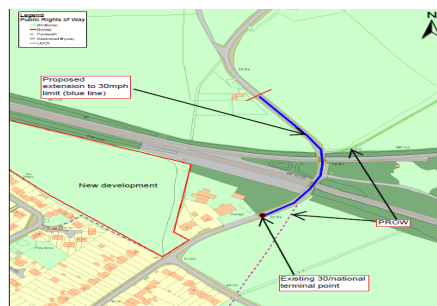 Legend
Public Rights of Way
Bridleway
Byway
Footpath
Restricted Byway
N
Proposed
extension to 30mph
limit (blue line)
New development
PROW
Existing 30/national
terminal point